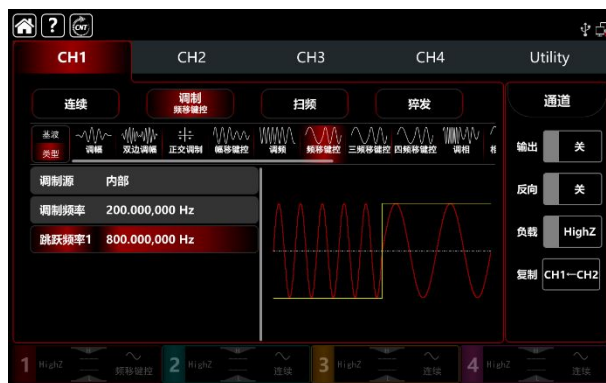 CNT
CH1 CH2 CH3 CH4 Utility
连续 调制 扫频 猝发 通道
频移键控
基波
类型 调幅 双边调幅 正交调制 幅移键控 调频 频移键控 三频移键控 四频移键控 调相
输出 关
调制源 内部
反向 关
调制频率 200.000,000 Hz
负载 HighZ
跳跃频率1 800.000,000 Hz
复制 CH1←CH2
1 HighZ 频移键控 2 HighZ 连续 3 HighZ 连续 4 HighZ 连续